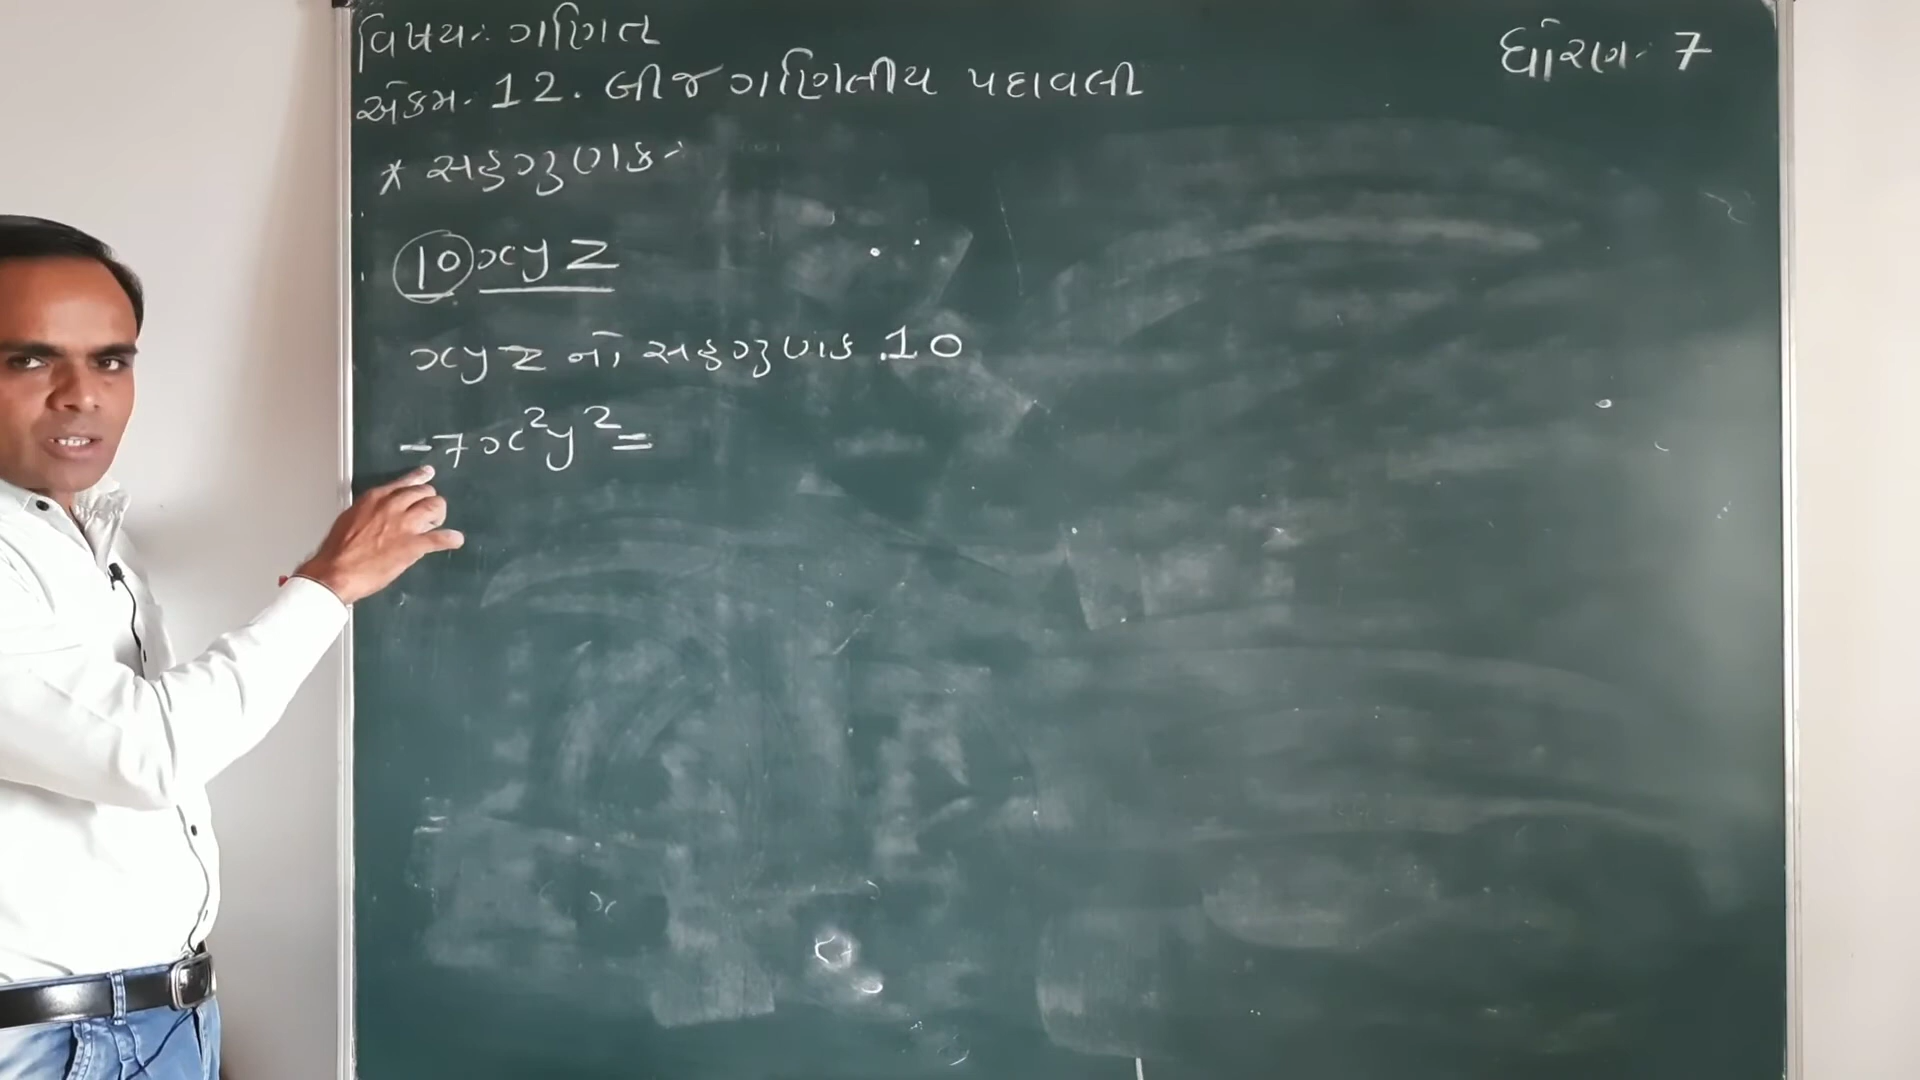 વિષય:- ગણિત
ધોરણ:- 7
એકમ:- 12. બીજગણિતીય પદાવલી
* સહગુણક:-
10xyz
xyz નો સહગુણક 10
-7x²y² =